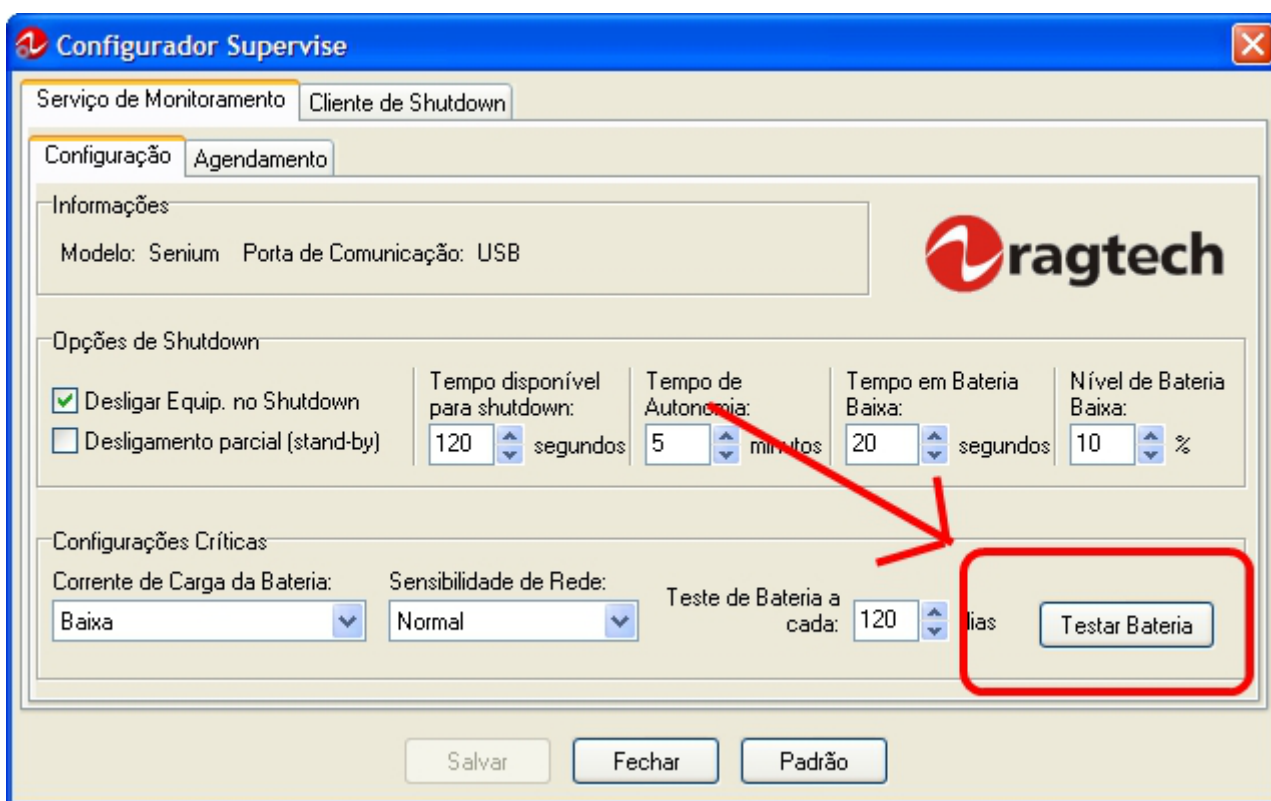 Configurador Supervise
Serviço de Monitoramento
Cliente de Shutdown
Configuração
Agendamento
Informações
Modelo: Senium Porta de Comunicação: USB
ragtech
Opções de Shutdown
Desligar Equip. no Shutdown
Desligamento parcial (stand-by)
Tempo disponível
para shutdown:
120 segundos
Tempo de
Autonomia:
5 minutos
Tempo em Bateria
Baixa:
20 segundos
Nível de Bateria
Baixa:
10 %
Configurações Críticas
Corrente de Carga da Bateria:
Baixa
Sensibilidade de Rede:
Normal
Teste de Bateria a
cada: 120 dias
Testar Bateria
Salvar
Fechar
Padrão